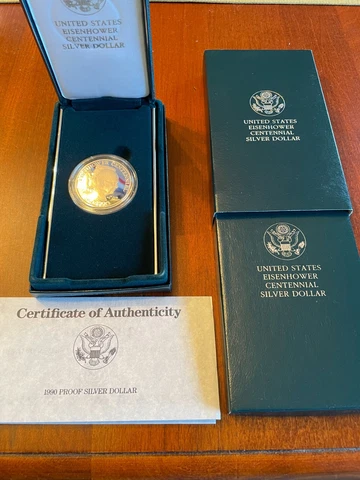 UNITED STATES
EISENHOWER
CENTENNIAL
SILVER DOLLAR
UNITED STATES
EISENHOWER
CENTENNIAL
SILVER DOLLAR
UNITED STATES
EISENHOWER
CENTENNIAL
SILVER DOLLAR
Certificate of Authenticity
1990 PROOF SILVER DOLLAR